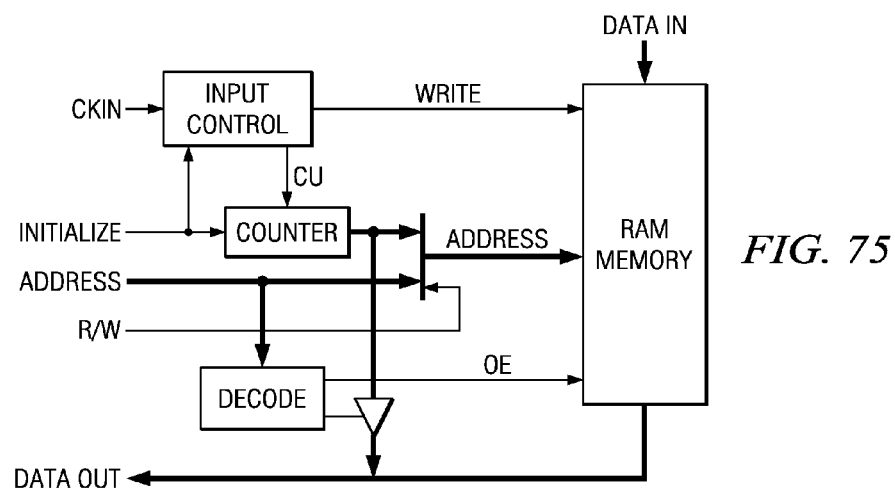 DATA IN
CKIN
INPUT
CONTROL
WRITE
CU
INITIALIZE
COUNTER
ADDRESS
RAM
MEMORY
FIG. 75
ADDRESS
R/W
DECODE
OE
DATA OUT